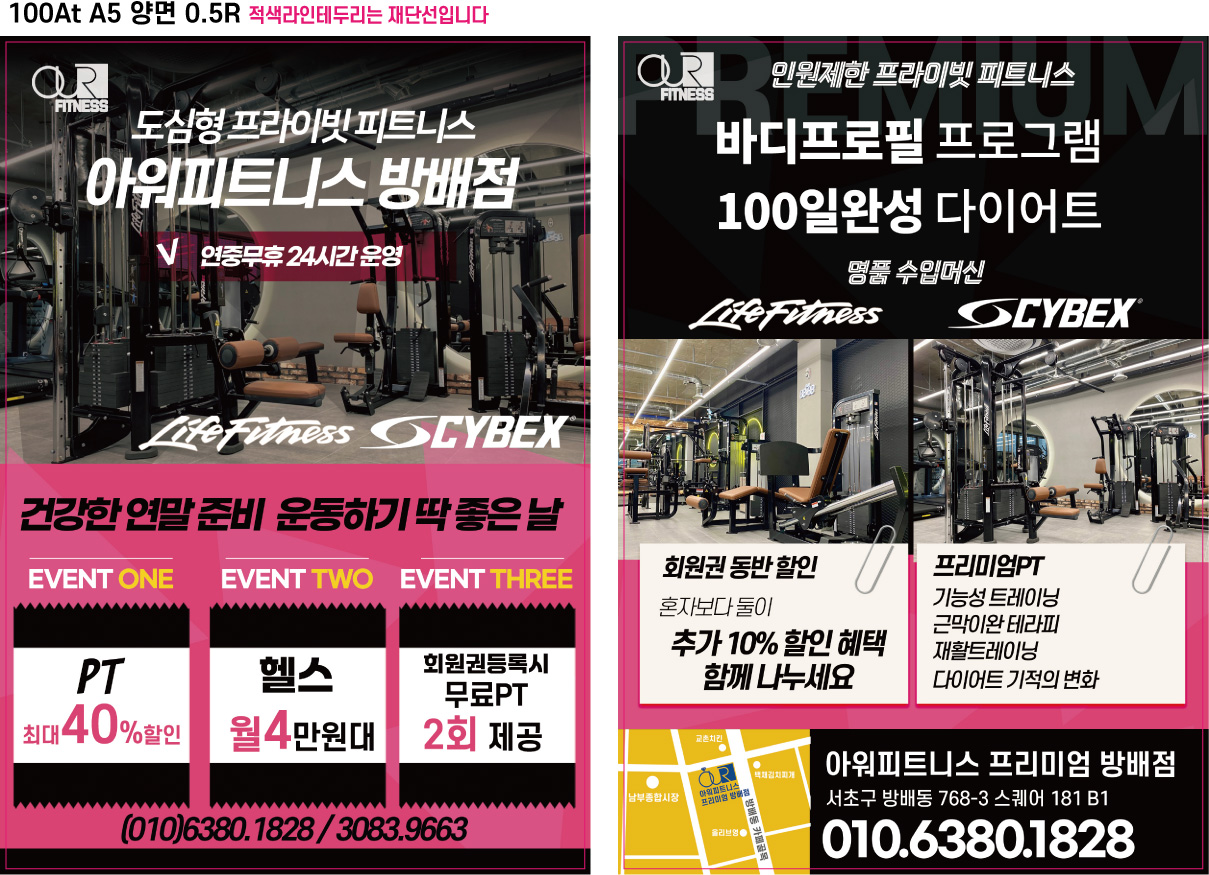 100At A5 양면 0.5R 적색라인테두리는 재단선입니다
OUR
FITNESS
도심형 프라이빗 피트니스
아워피트니스 방배점
√ 연중무휴 24시간 운영
Life Fitness CYBEX®
건강한 연말 준비 운동하기 딱 좋은 날
EVENT ONE
PT
최대 40%할인
EVENT TWO
헬스
월4만원대
EVENT THREE
회원권등록시
무료PT
2회 제공
(010)6380.1828 / 3083.9663
PREMIUM
OUR
FITNESS
인원제한 프라이빗 피트니스
바디프로필 프로그램
100일완성 다이어트
명품 수입머신
Life Fitness CYBEX®
회원권 동반 할인
혼자보다 둘이
추가 10% 할인 혜택
함께 나누세요
프리미엄PT
기능성 트레이닝
근막이완 테라피
재활트레이닝
다이어트 기적의 변화
교촌치킨
백채김치찌개
남부종합시장
OUR
아워피트니스
프리미엄 방배점
올리브영
방배동 카페골목
아워피트니스 프리미엄 방배점
서초구 방배동 768-3 스퀘어 181 B1
010.6380.1828